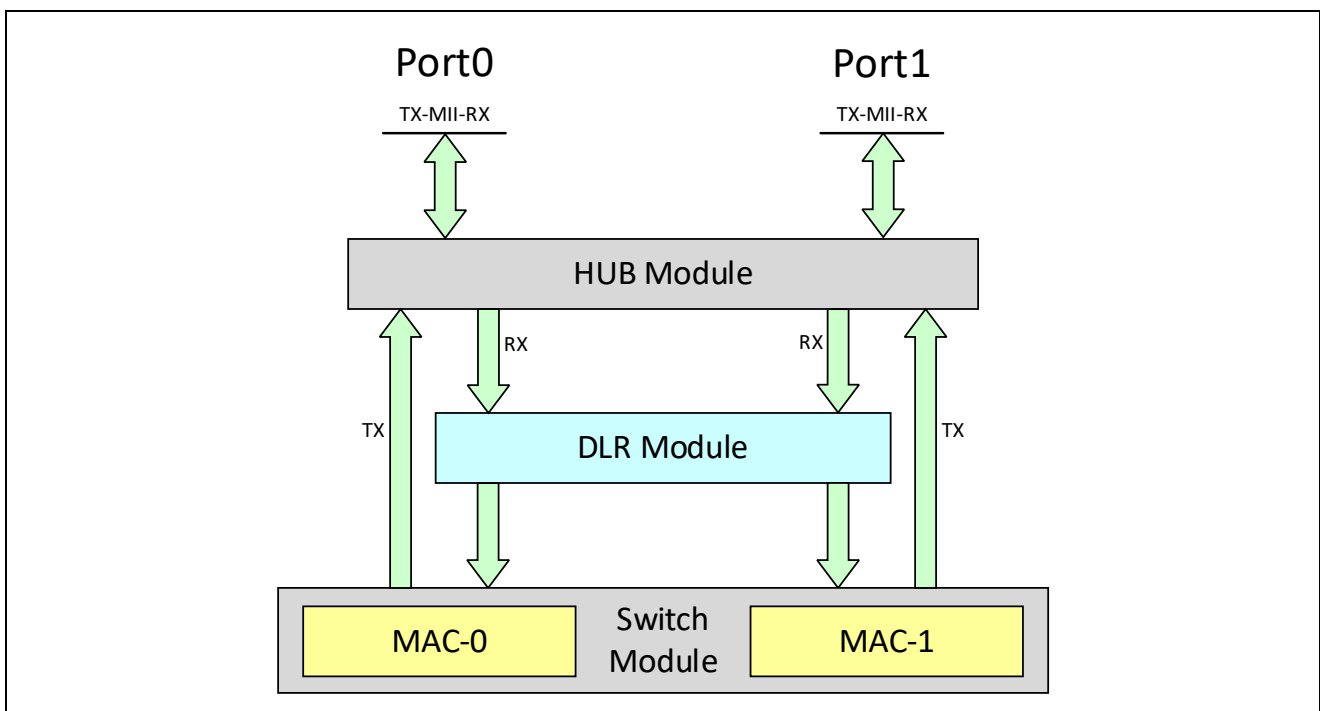 Port0
Port1
TX-MII-RX
TX-MII-RX
HUB Module
RX
RX
TX
TX
DLR Module
MAC-0
Switch
Module
MAC-1